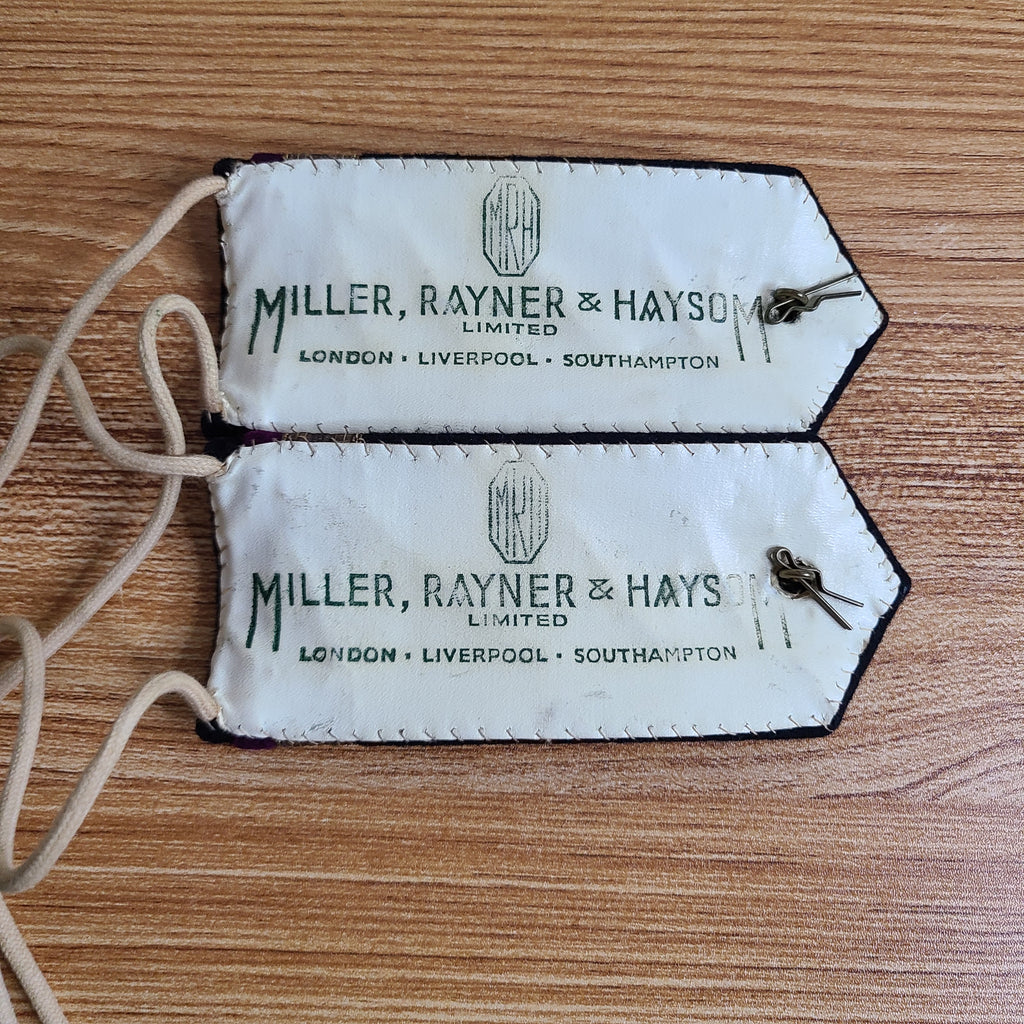 MRH
MILLER, RAYNER & HAYSOM
LIMITED
LONDON · LIVERPOOL · SOUTHAMPTON
MRH
MILLER, RAYNER & HAYSOM
LIMITED
LONDON · LIVERPOOL · SOUTHAMPTON